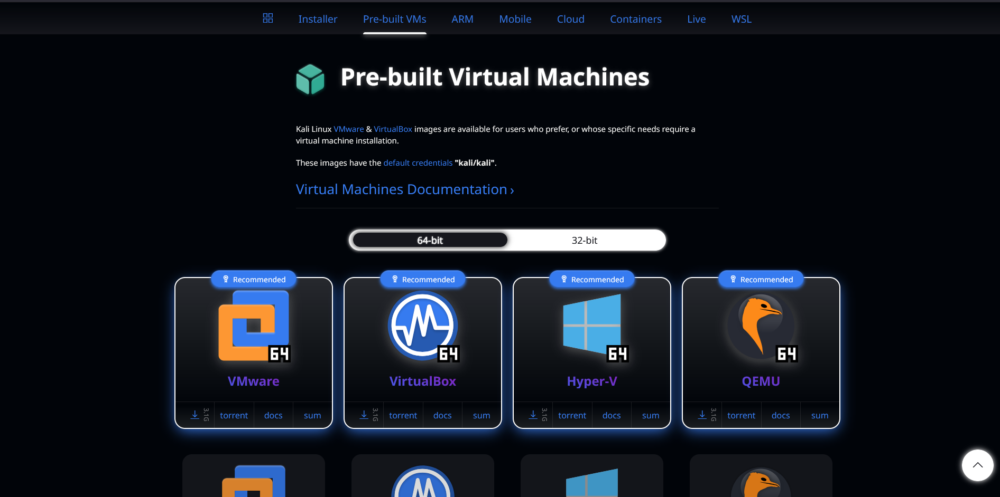 Installer Pre-built VMs ARM Mobile Cloud Containers Live WSL
Pre-built Virtual Machines
Kali Linux VMware & VirtualBox images are available for users who prefer, or whose specific needs require a
virtual machine installation.
These images have the default credentials "kali/kali".
Virtual Machines Documentation ›
64-bit 32-bit
Recommended Recommended Recommended Recommended
64 64 64 64
VMware VirtualBox Hyper-V QEMU
3.1G torrent docs sum 3.1G torrent docs sum 3.1G torrent docs sum 3.1G torrent docs sum